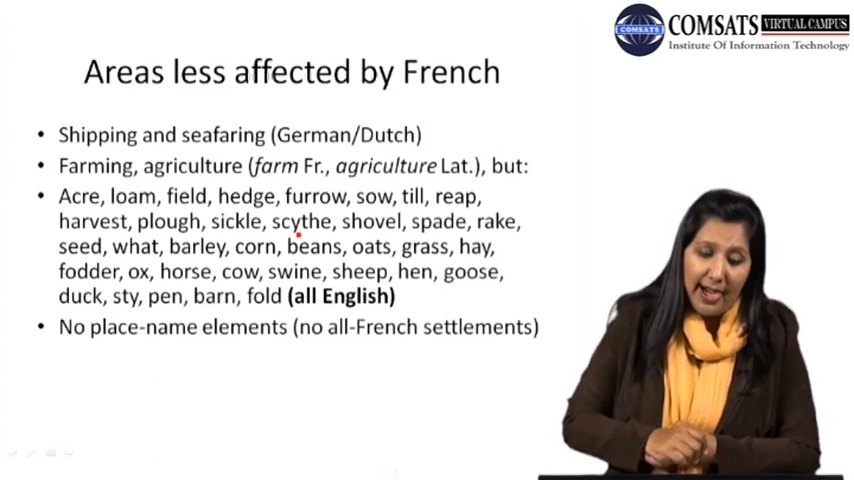 COMSATS VIRTUAL CAMPUS
COMSATS
Institute Of Information Technology
Areas less affected by French
• Shipping and seafaring (German/Dutch)
• Farming, agriculture (farm Fr., agriculture Lat.), but:
• Acre, loam, field, hedge, furrow, sow, till, reap,
harvest, plough, sickle, scythe, shovel, spade, rake,
seed, what, barley, corn, beans, oats, grass, hay,
fodder, ox, horse, cow, swine, sheep, hen, goose,
duck, sty, pen, barn, fold (all English)
• No place-name elements (no all-French settlements)